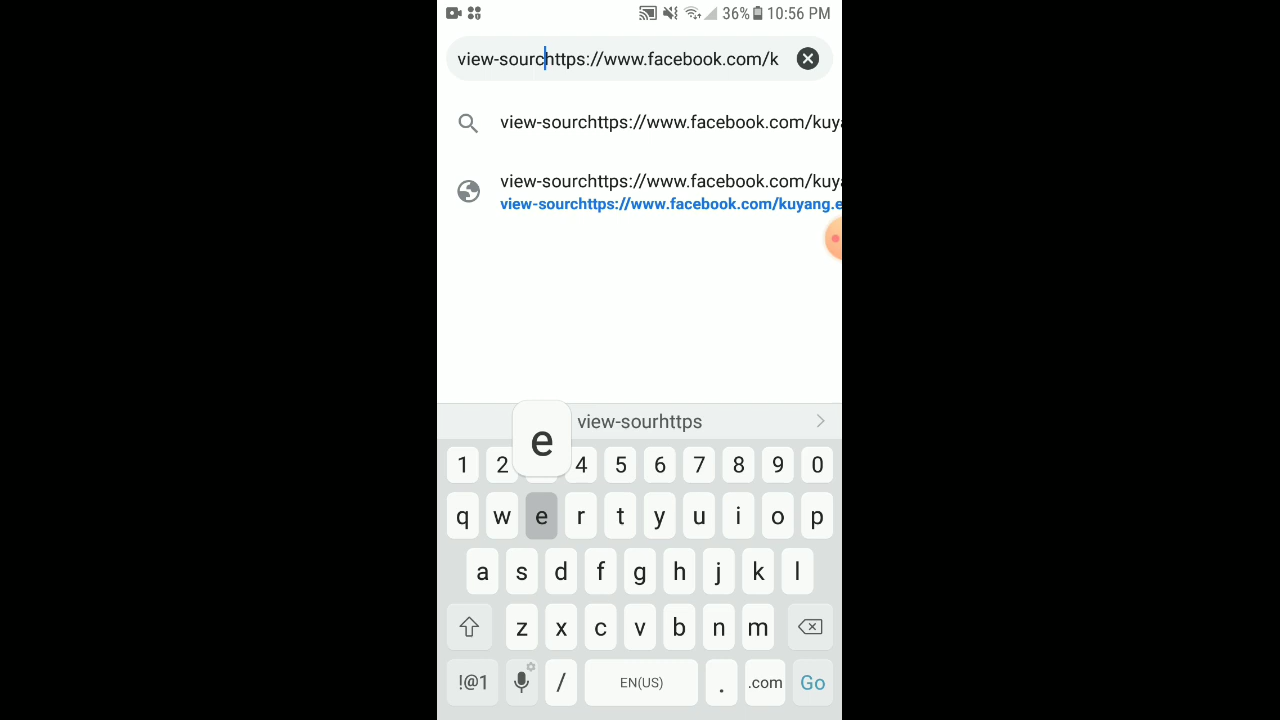 36% 10:56 PM
view-sourchttps://www.facebook.com/k
view-sourchttps://www.facebook.com/kuya
view-sourchttps://www.facebook.com/kuya
view-sourchttps://www.facebook.com/kuyang.e
view-sourhttps
e
1 2 4 5 6 7 8 9 0
q w e r t y u i o p
a s d f g h j k l
z x c v b n m
!@1 / EN(US) . .com Go